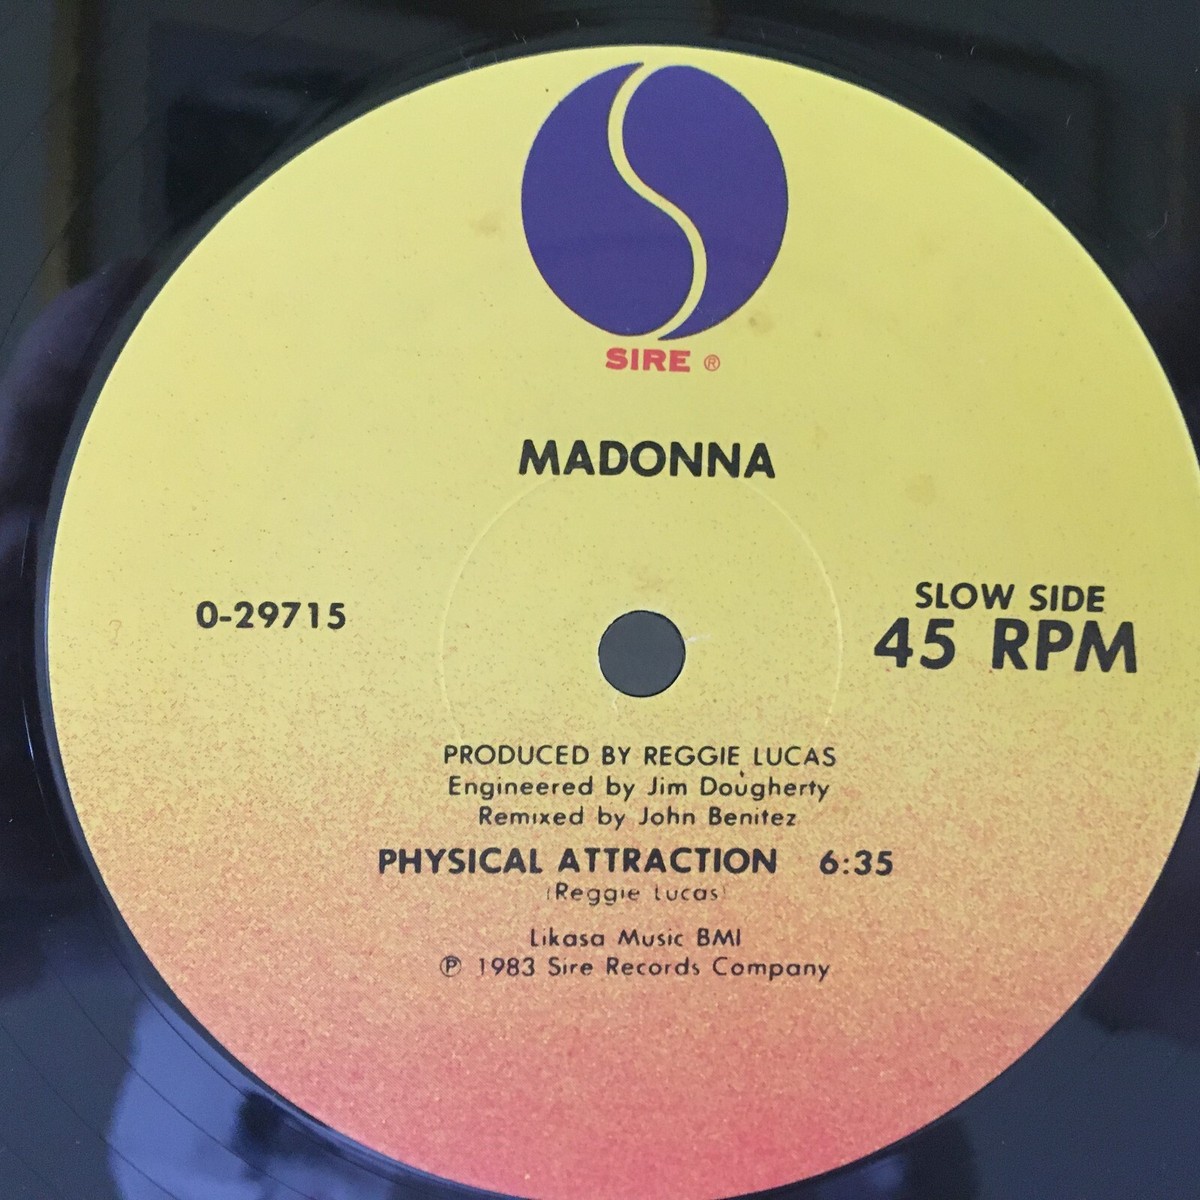 SIRE ®
MADONNA
0-29715
SLOW SIDE
45 RPM
PRODUCED BY REGGIE LUCAS
Engineered by Jim Dougherty
Remixed by John Benitez
PHYSICAL ATTRACTION 6:35
(Reggie Lucas)
Likasa Music BMI
℗ 1983 Sire Records Company